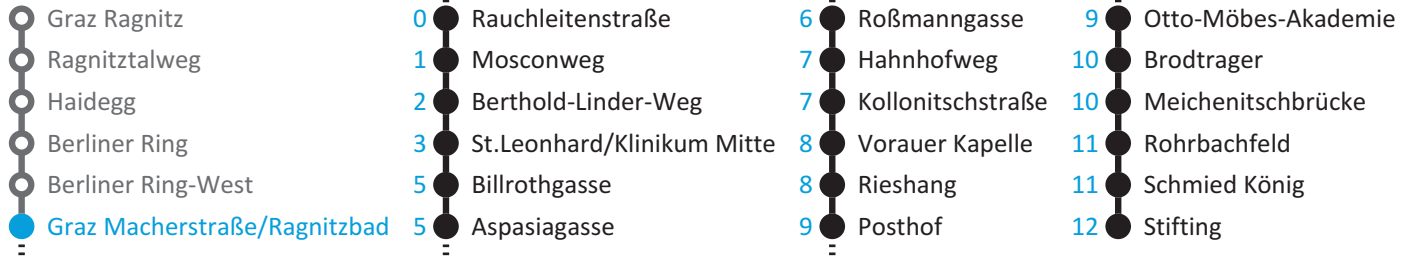 Graz Ragnitz
Ragnitztalweg
Haidegg
Berliner Ring
Berliner Ring-West
Graz Macherstraße/Ragnitzbad
0 Rauchleitenstraße
1 Mosconweg
2 Berthold-Linder-Weg
3 St.Leonhard/Klinikum Mitte
5 Billrothgasse
5 Aspasiagasse
6 Roßmanngasse
7 Hahnhofweg
7 Kollonitschstraße
8 Vorauer Kapelle
8 Rieshang
9 Posthof
9 Otto-Möbes-Akademie
10 Brodtrager
10 Meichenitschbrücke
11 Rohrbachfeld
11 Schmied König
12 Stifting